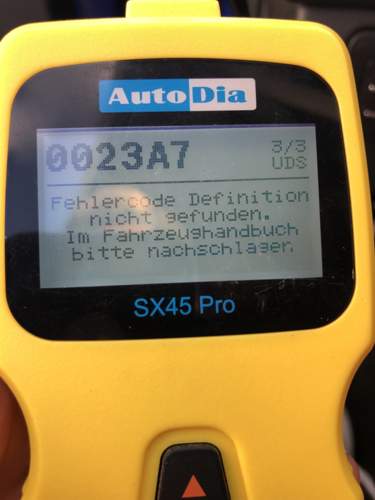 AutoDia
0023A7
3/3
UDS
Fehlercode Definition
nicht gefunden.
Im Fahrzeughandbuch
bitte nachschlagen.
SX45 Pro